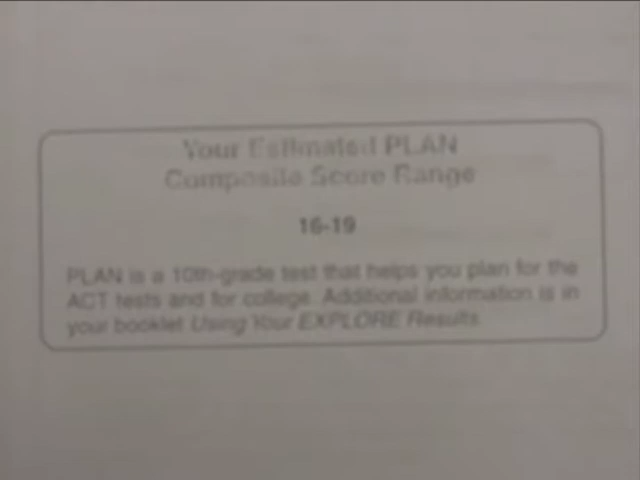 Your Estimated PLAN
Composite Score Range
16-19
PLAN is a 10th-grade test that helps you plan for the
ACT tests and for college. Additional information is in
your booklet Using Your EXPLORE Results.